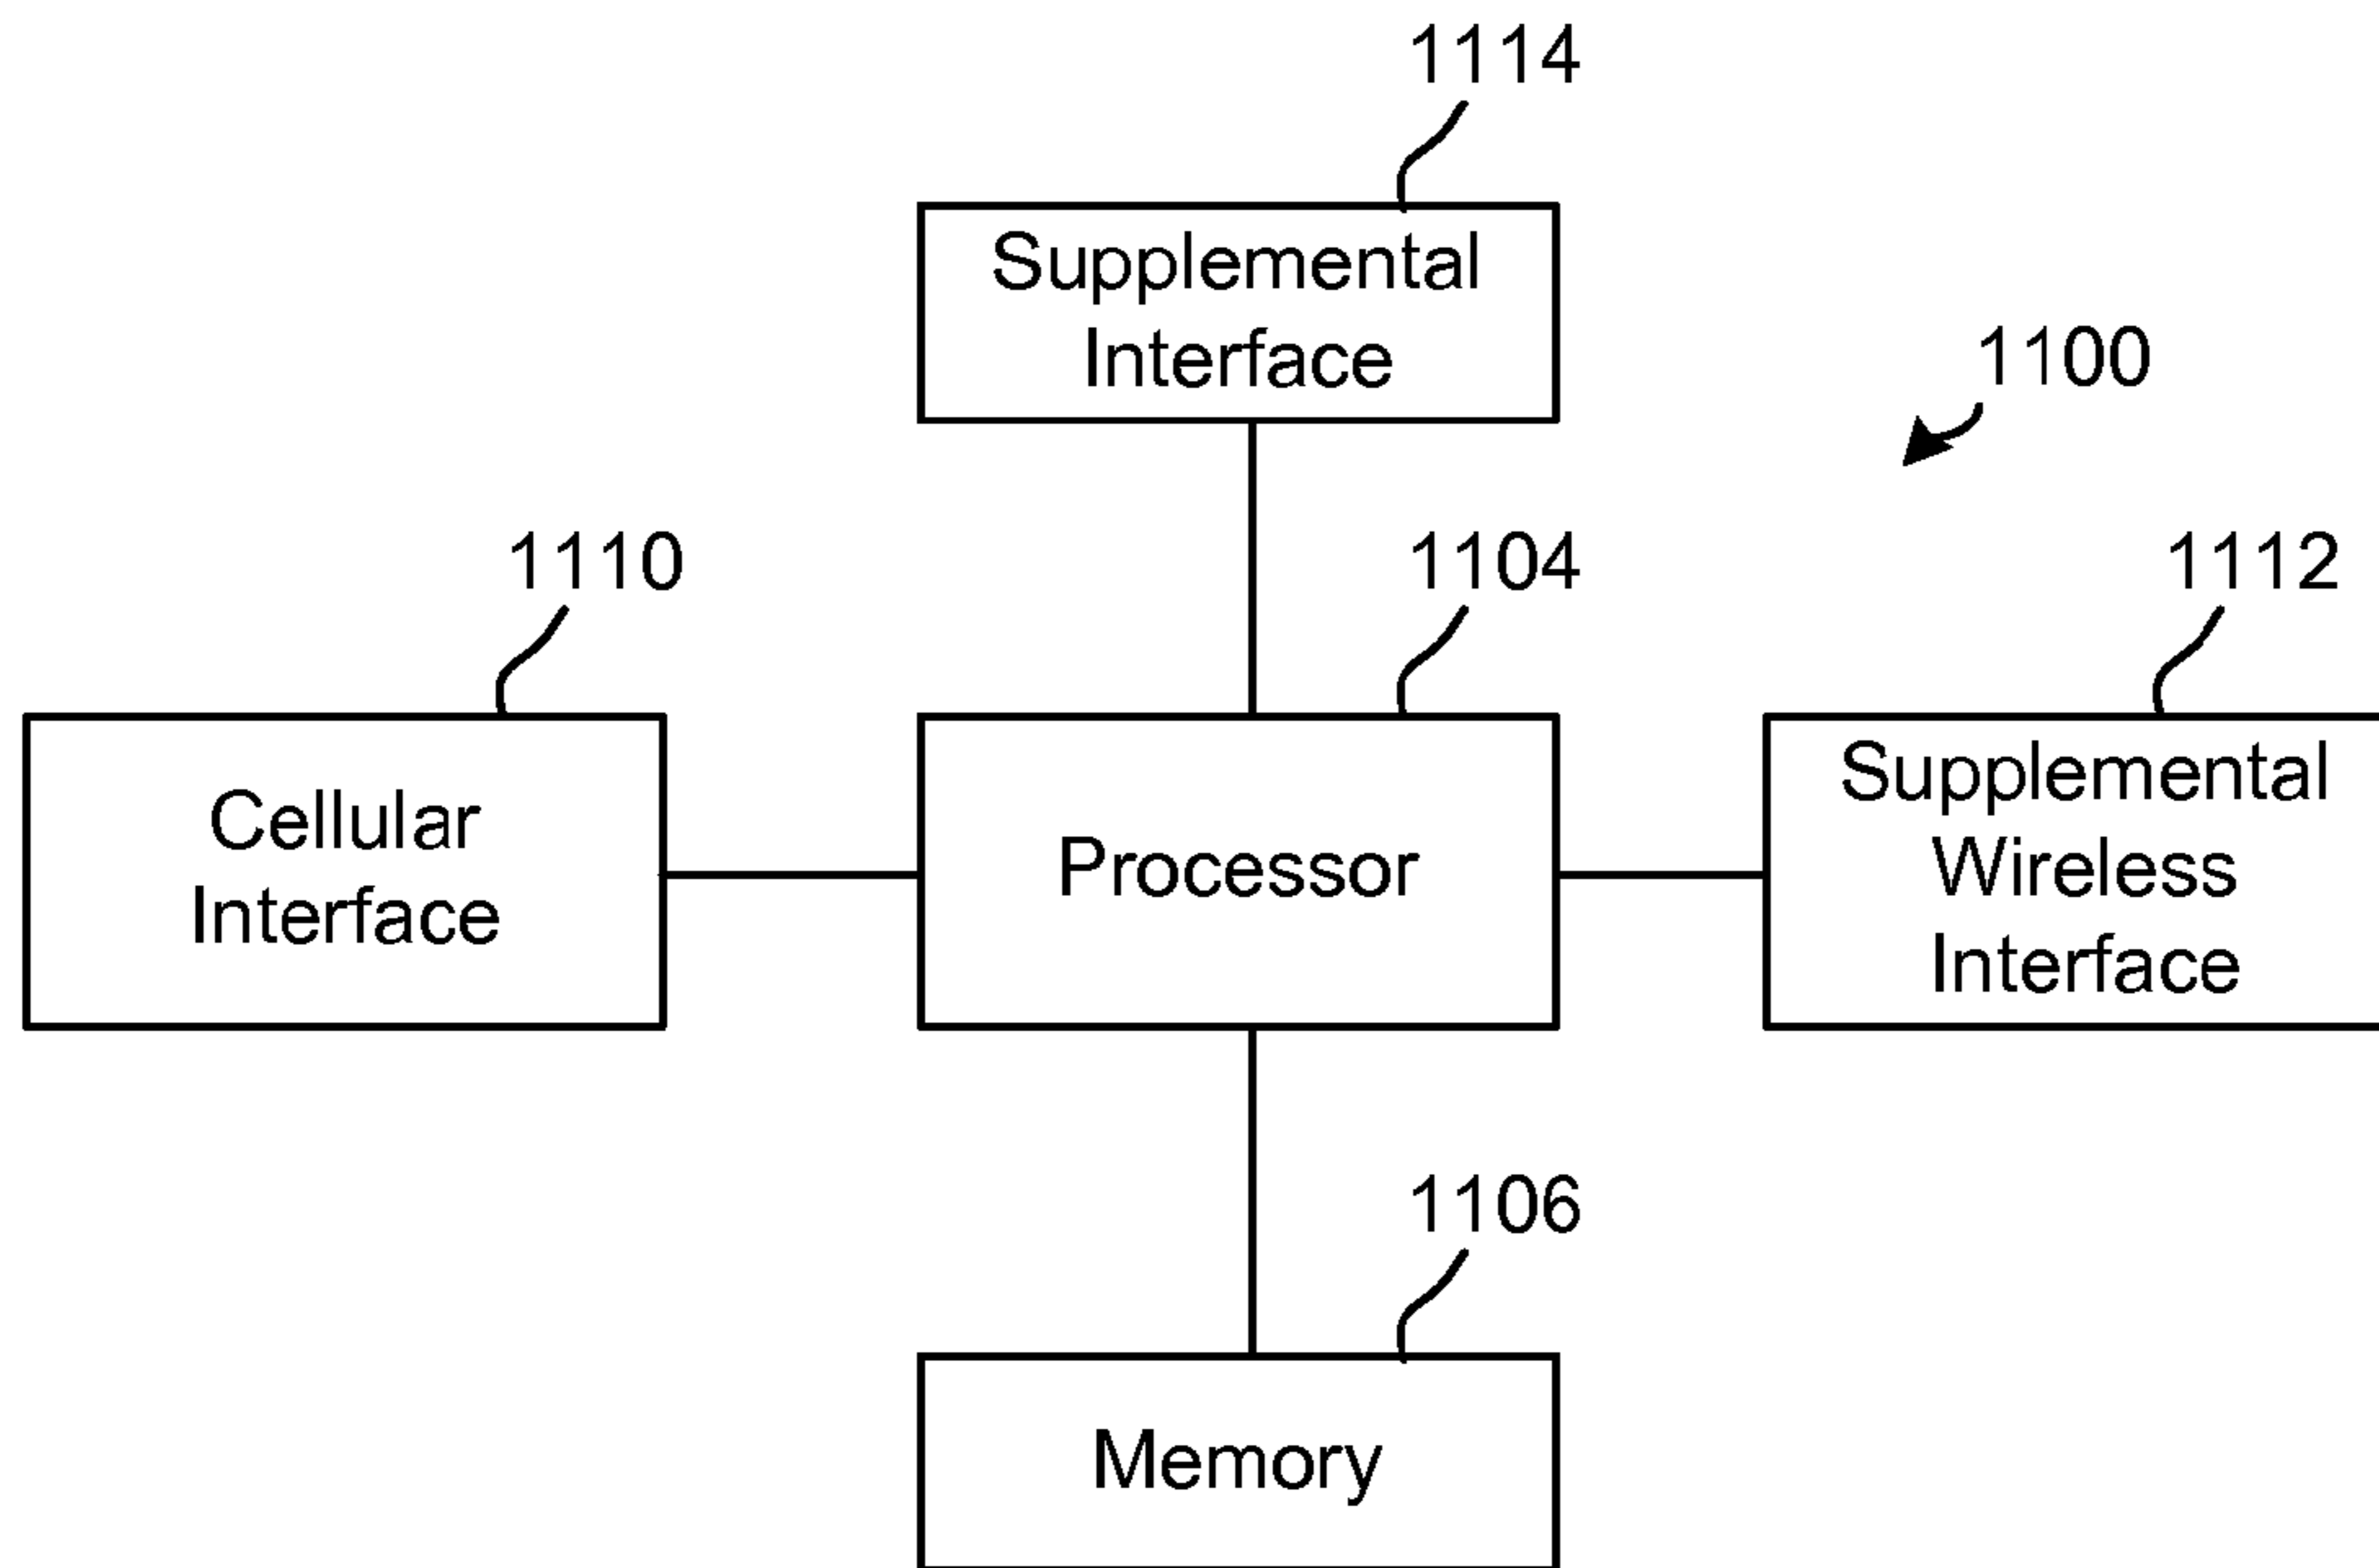 1114
Supplemental
Interface
1100
1110
1104
1112
Cellular
Interface
Processor
Supplemental
Wireless
Interface
1106
Memory